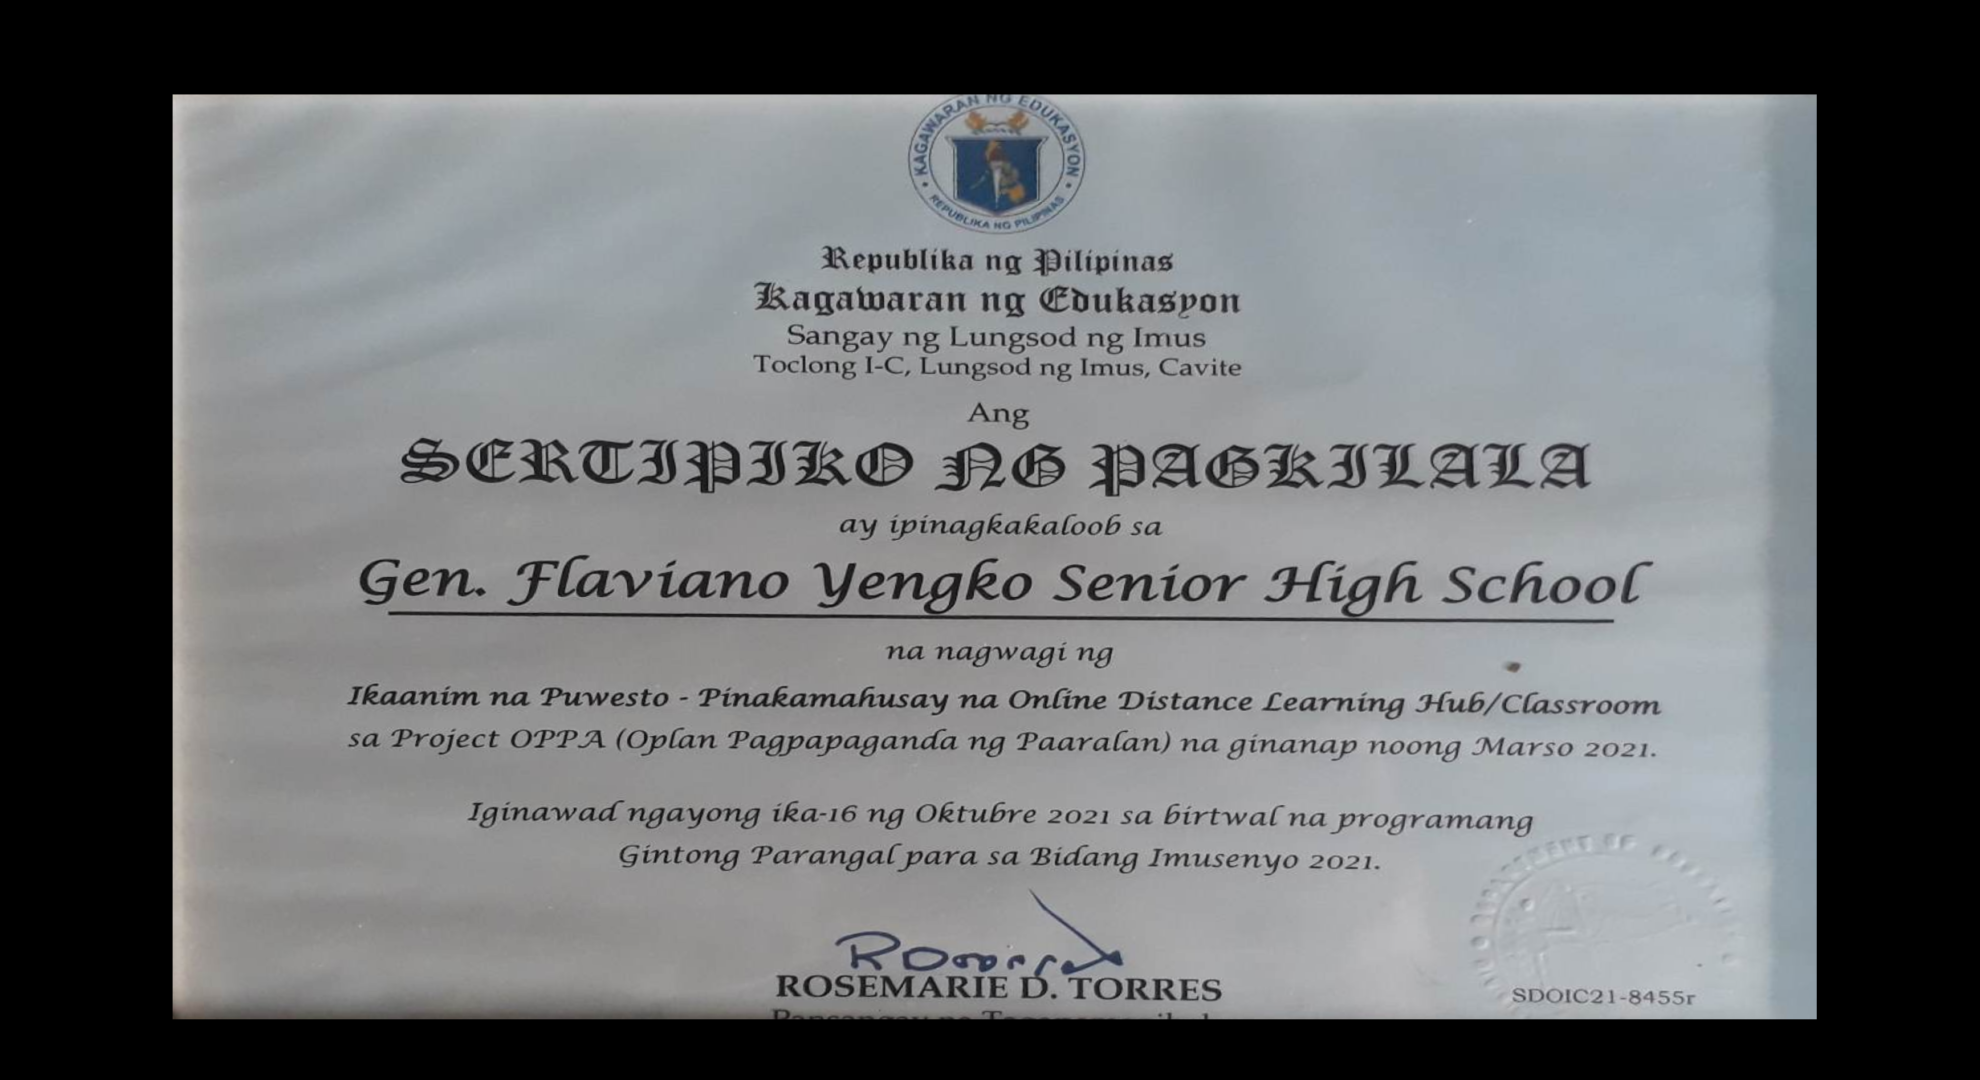 KAGAWARAN NG EDUKASYON
REPUBLIKA NG PILIPINAS
Republika ng Pilipinas
Kagawaran ng Edukasyon
Sangay ng Lungsod ng Imus
Toclong I-C, Lungsod ng Imus, Cavite
Ang
SERTIPIKO NG PAGKILALA
ay ipinagkakaloob sa
Gen. Flaviano Yengko Senior High School
na nagwagi ng
Ikaanim na Puwesto - Pinakamahusay na Online Distance Learning Hub/Classroom
sa Project OPPA (Oplan Pagpapaganda ng Paaralan) na ginanap noong Marso 2021.
Iginawad ngayong ika-16 ng Oktubre 2021 sa birtwal na programang
Gintong Parangal para sa Bidang Imusenyo 2021.
ROSEMARIE D. TORRES
SDOIC21-8455r